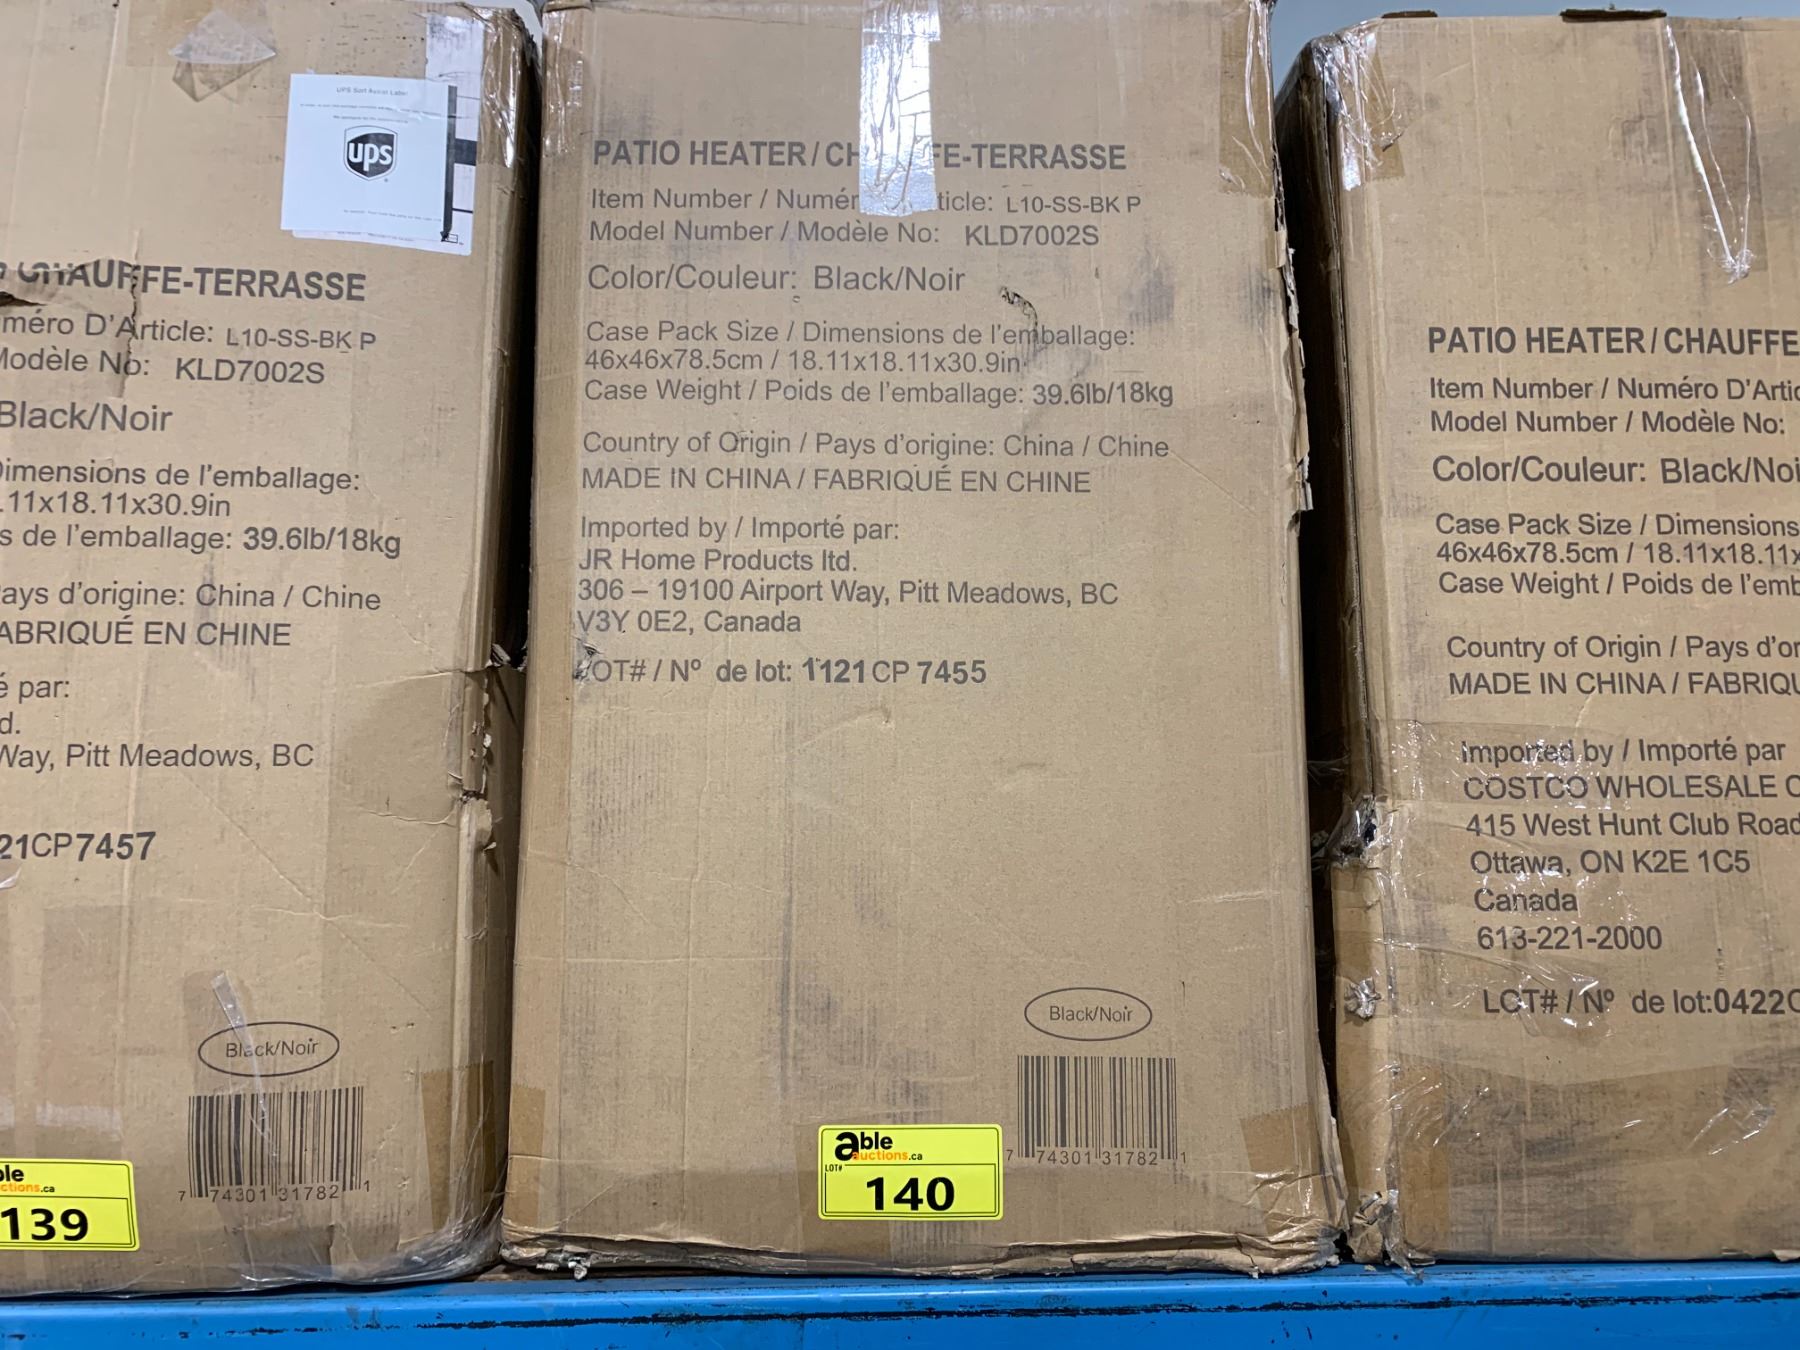 UPS Sort Assist Label
ups
CHAUFFE-TERRASSE
méro D'Article: L10-SS-BK P
Modèle No: KLD7002S
Black/Noir
Dimensions de l'emballage:
.11x18.11x30.9in
s de l'emballage: 39.6lb/18kg
ays d'origine: China / Chine
ABRIQUÉ EN CHINE
é par:
d.
Way, Pitt Meadows, BC
21CP7457
Black/Noir
7 74301 31782 1
ble
ctions.ca
139
PATIO HEATER / CH FE-TERRASSE
Item Number / Numér ticle: L10-SS-BK P
Model Number / Modèle No: KLD7002S
Color/Couleur: Black/Noir
Case Pack Size / Dimensions de l'emballage:
46x46x78.5cm / 18.11x18.11x30.9in
Case Weight / Poids de l'emballage: 39.6lb/18kg
Country of Origin / Pays d'origine: China / Chine
MADE IN CHINA / FABRIQUÉ EN CHINE
Imported by / Importé par:
JR Home Products ltd.
306 – 19100 Airport Way, Pitt Meadows, BC
V3Y 0E2, Canada
LOT# / Nº de lot: 1121CP 7455
Black/Noir
7 74301 31782 1
able
auctions.ca
LOT#
140
PATIO HEATER / CHAUFFE
Item Number / Numéro D'Artic
Model Number / Modèle No:
Color/Couleur: Black/Noi
Case Pack Size / Dimensions
46x46x78.5cm / 18.11x18.11x
Case Weight / Poids de l'emb
Country of Origin / Pays d'or
MADE IN CHINA / FABRIQU
Imported by / Importé par
COSTCO WHOLESALE C
415 West Hunt Club Road
Ottawa, ON K2E 1C5
Canada
613-221-2000
LOT# / Nº de lot:0422C